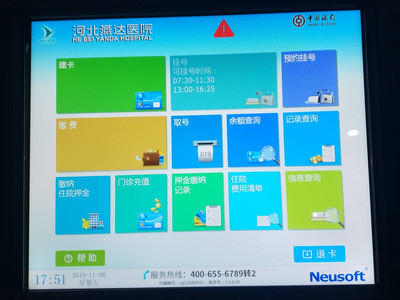 河北燕达医院
HE BEI YANDA HOSPITAL
中国银行
BANK OF CHINA
建卡
挂号
可挂号时间：
07:30-11:30
13:00-16:25
预约挂号
缴 费
取号
019
余额查询
记录查询
缴纳
住院押金
门诊充值
押金缴纳
记录
住院
费用清单
信息查询
? 帮 助
退 卡
17:51
2019-11-08
星期五
服务热线：400-655-6789转2
Neusoft